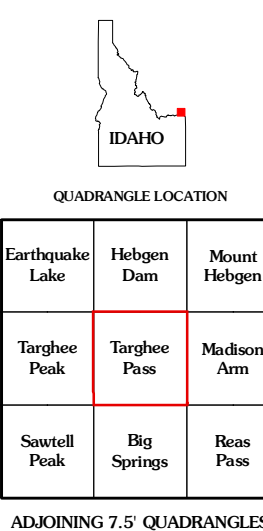 IDAHO
QUADRANGLE LOCATION
Earthquake
Lake
Hebgen
Dam
Mount
Hebgen
Targhee
Peak
Targhee
Pass
Madison
Arm
Sawtell
Peak
Big
Springs
Reas
Pass
ADJOINING 7.5' QUADRANGLES